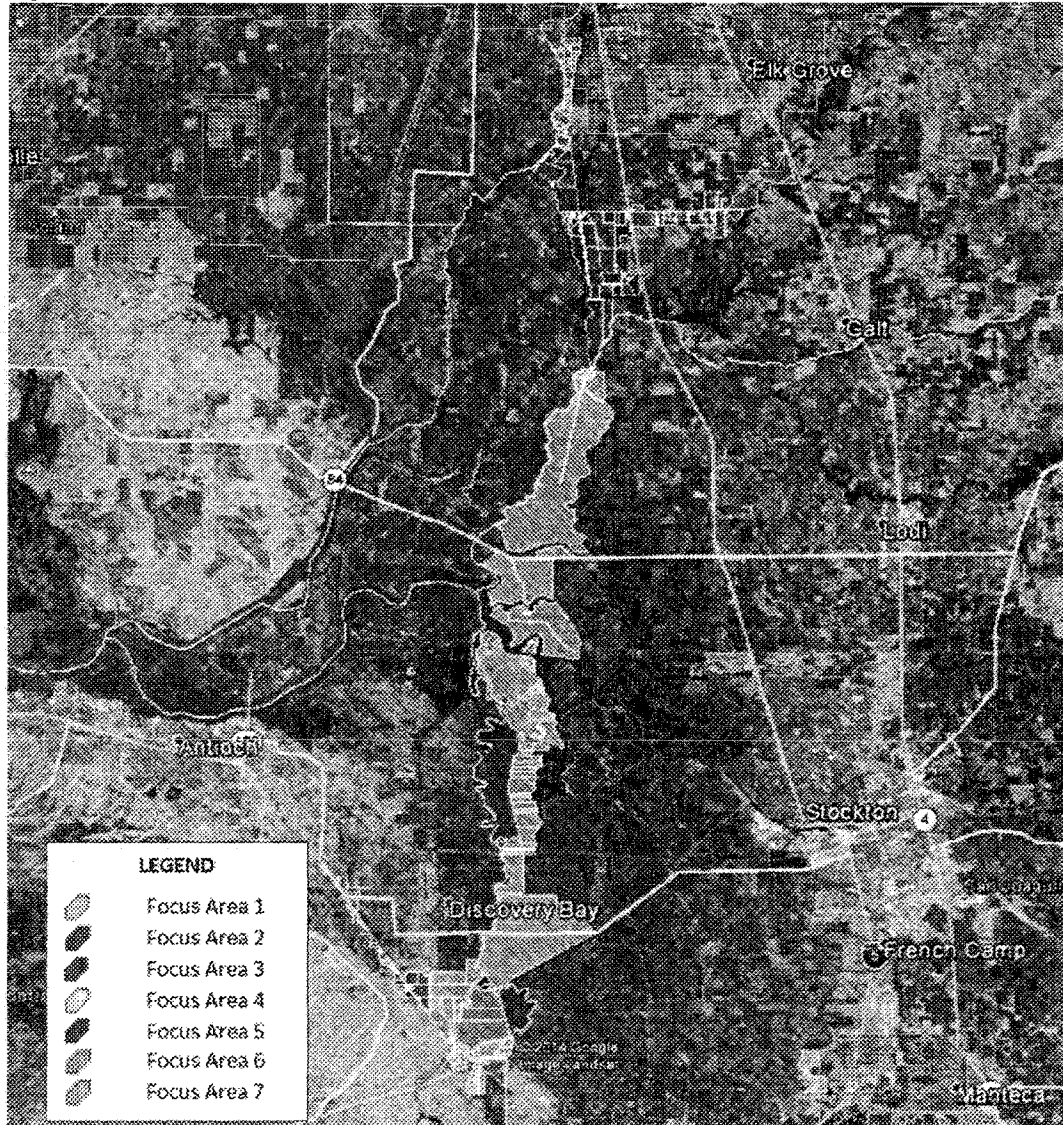 Elk Grove
Galt
Lodi
Antioch
Stockton
4
Discovery Bay
French Camp
Manteca
LEGEND
Focus Area 1
Focus Area 2
Focus Area 3
Focus Area 4
Focus Area 5
Focus Area 6
Focus Area 7